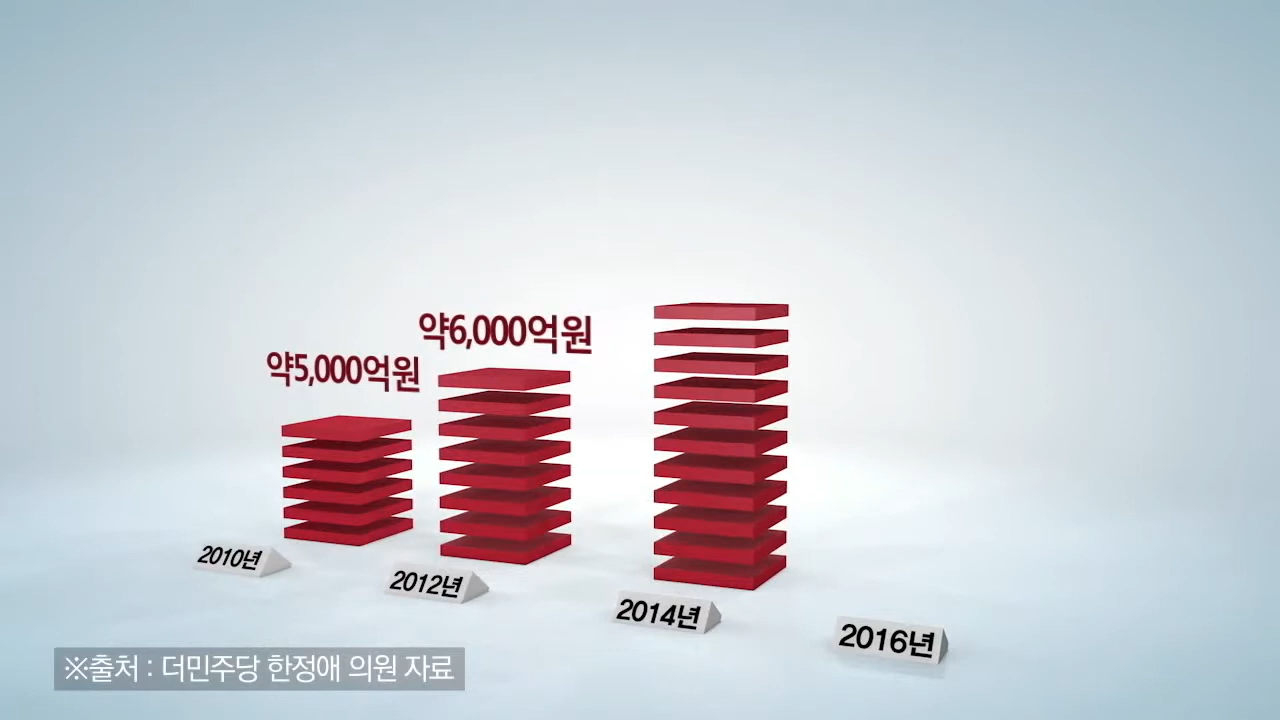 약6,000억원
약5,000억원
2010년
2012년
2014년
2016년
※출처 : 더민주당 한정애 의원 자료